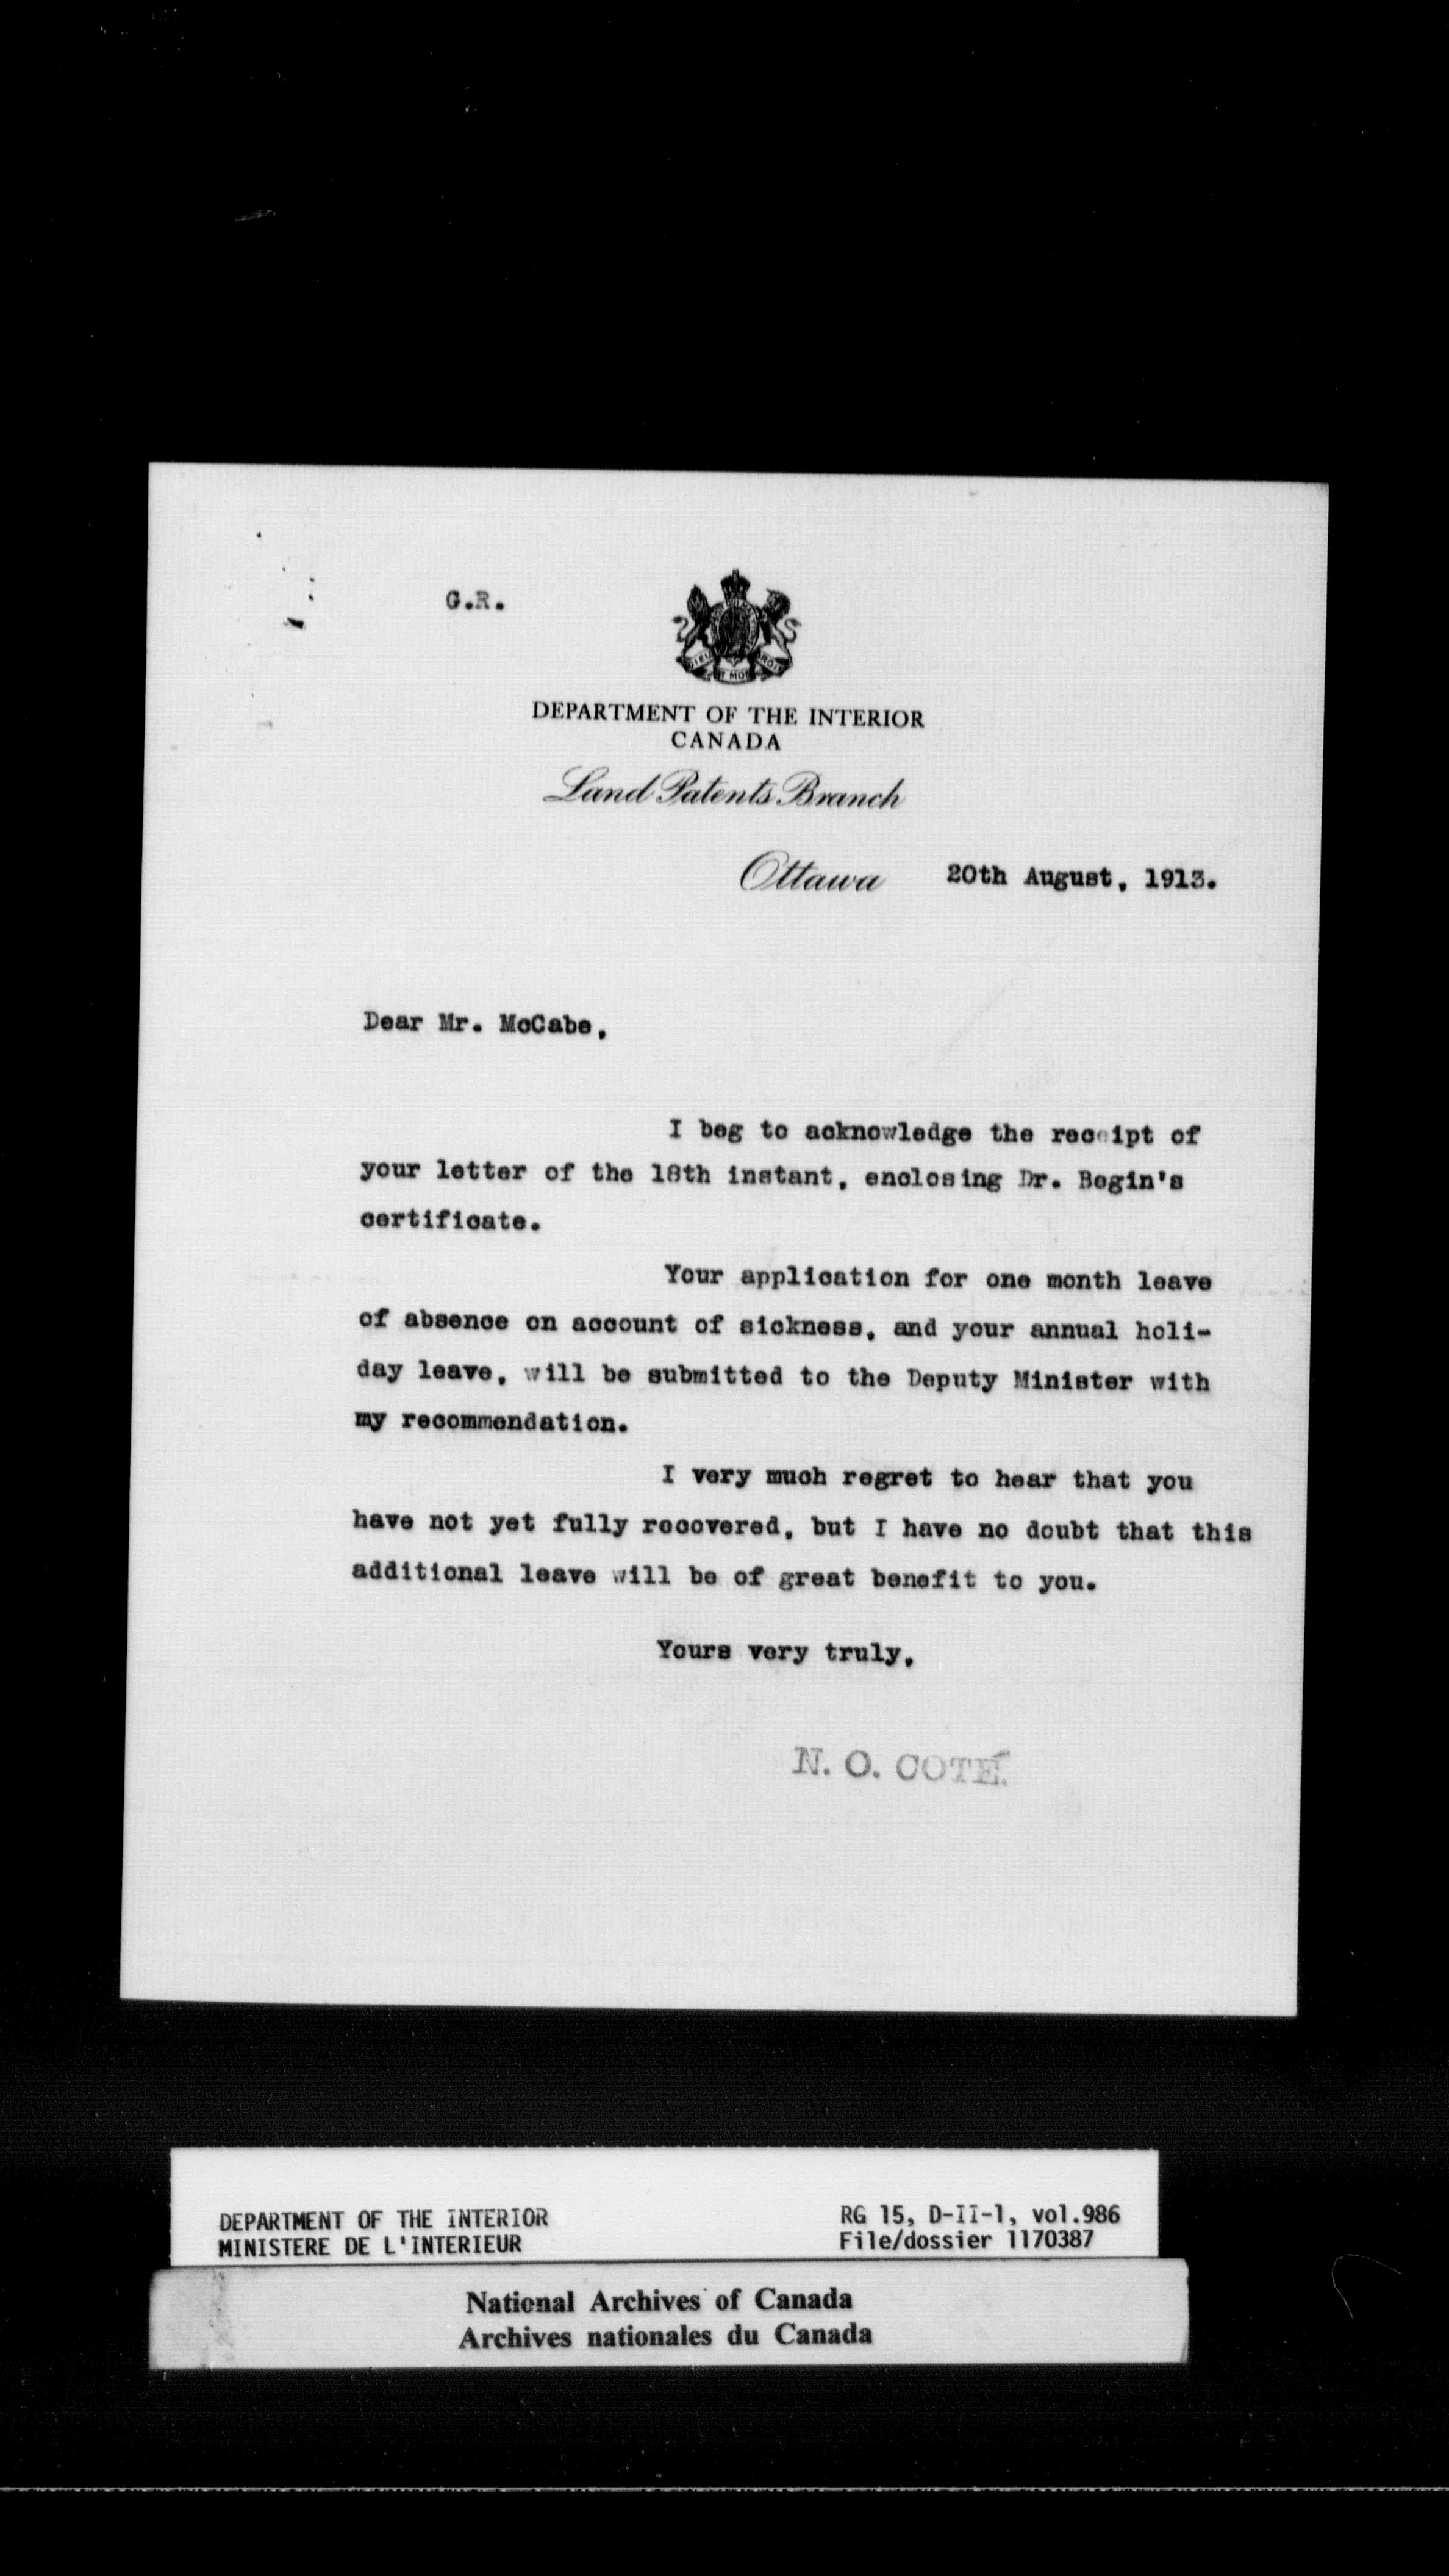 G.R.
DIEU ET MON DROIT
DEPARTMENT OF THE INTERIOR
CANADA
Land Patents Branch
Ottawa 20th August, 1913.
Dear Mr. McCabe,
I beg to acknowledge the receipt of
your letter of the 18th instant, enclosing Dr. Begin's
certificate.
Your application for one month leave
of absence on account of sickness, and your annual holi-
day leave, will be submitted to the Deputy Minister with
my recommendation.
I very much regret to hear that you
have not yet fully recovered, but I have no doubt that this
additional leave will be of great benefit to you.
Yours very truly,
N. O. COTÉ.
DEPARTMENT OF THE INTERIOR RG 15, D-II-1, vol.986
MINISTERE DE L'INTERIEUR File/dossier 1170387
National Archives of Canada
Archives nationales du Canada